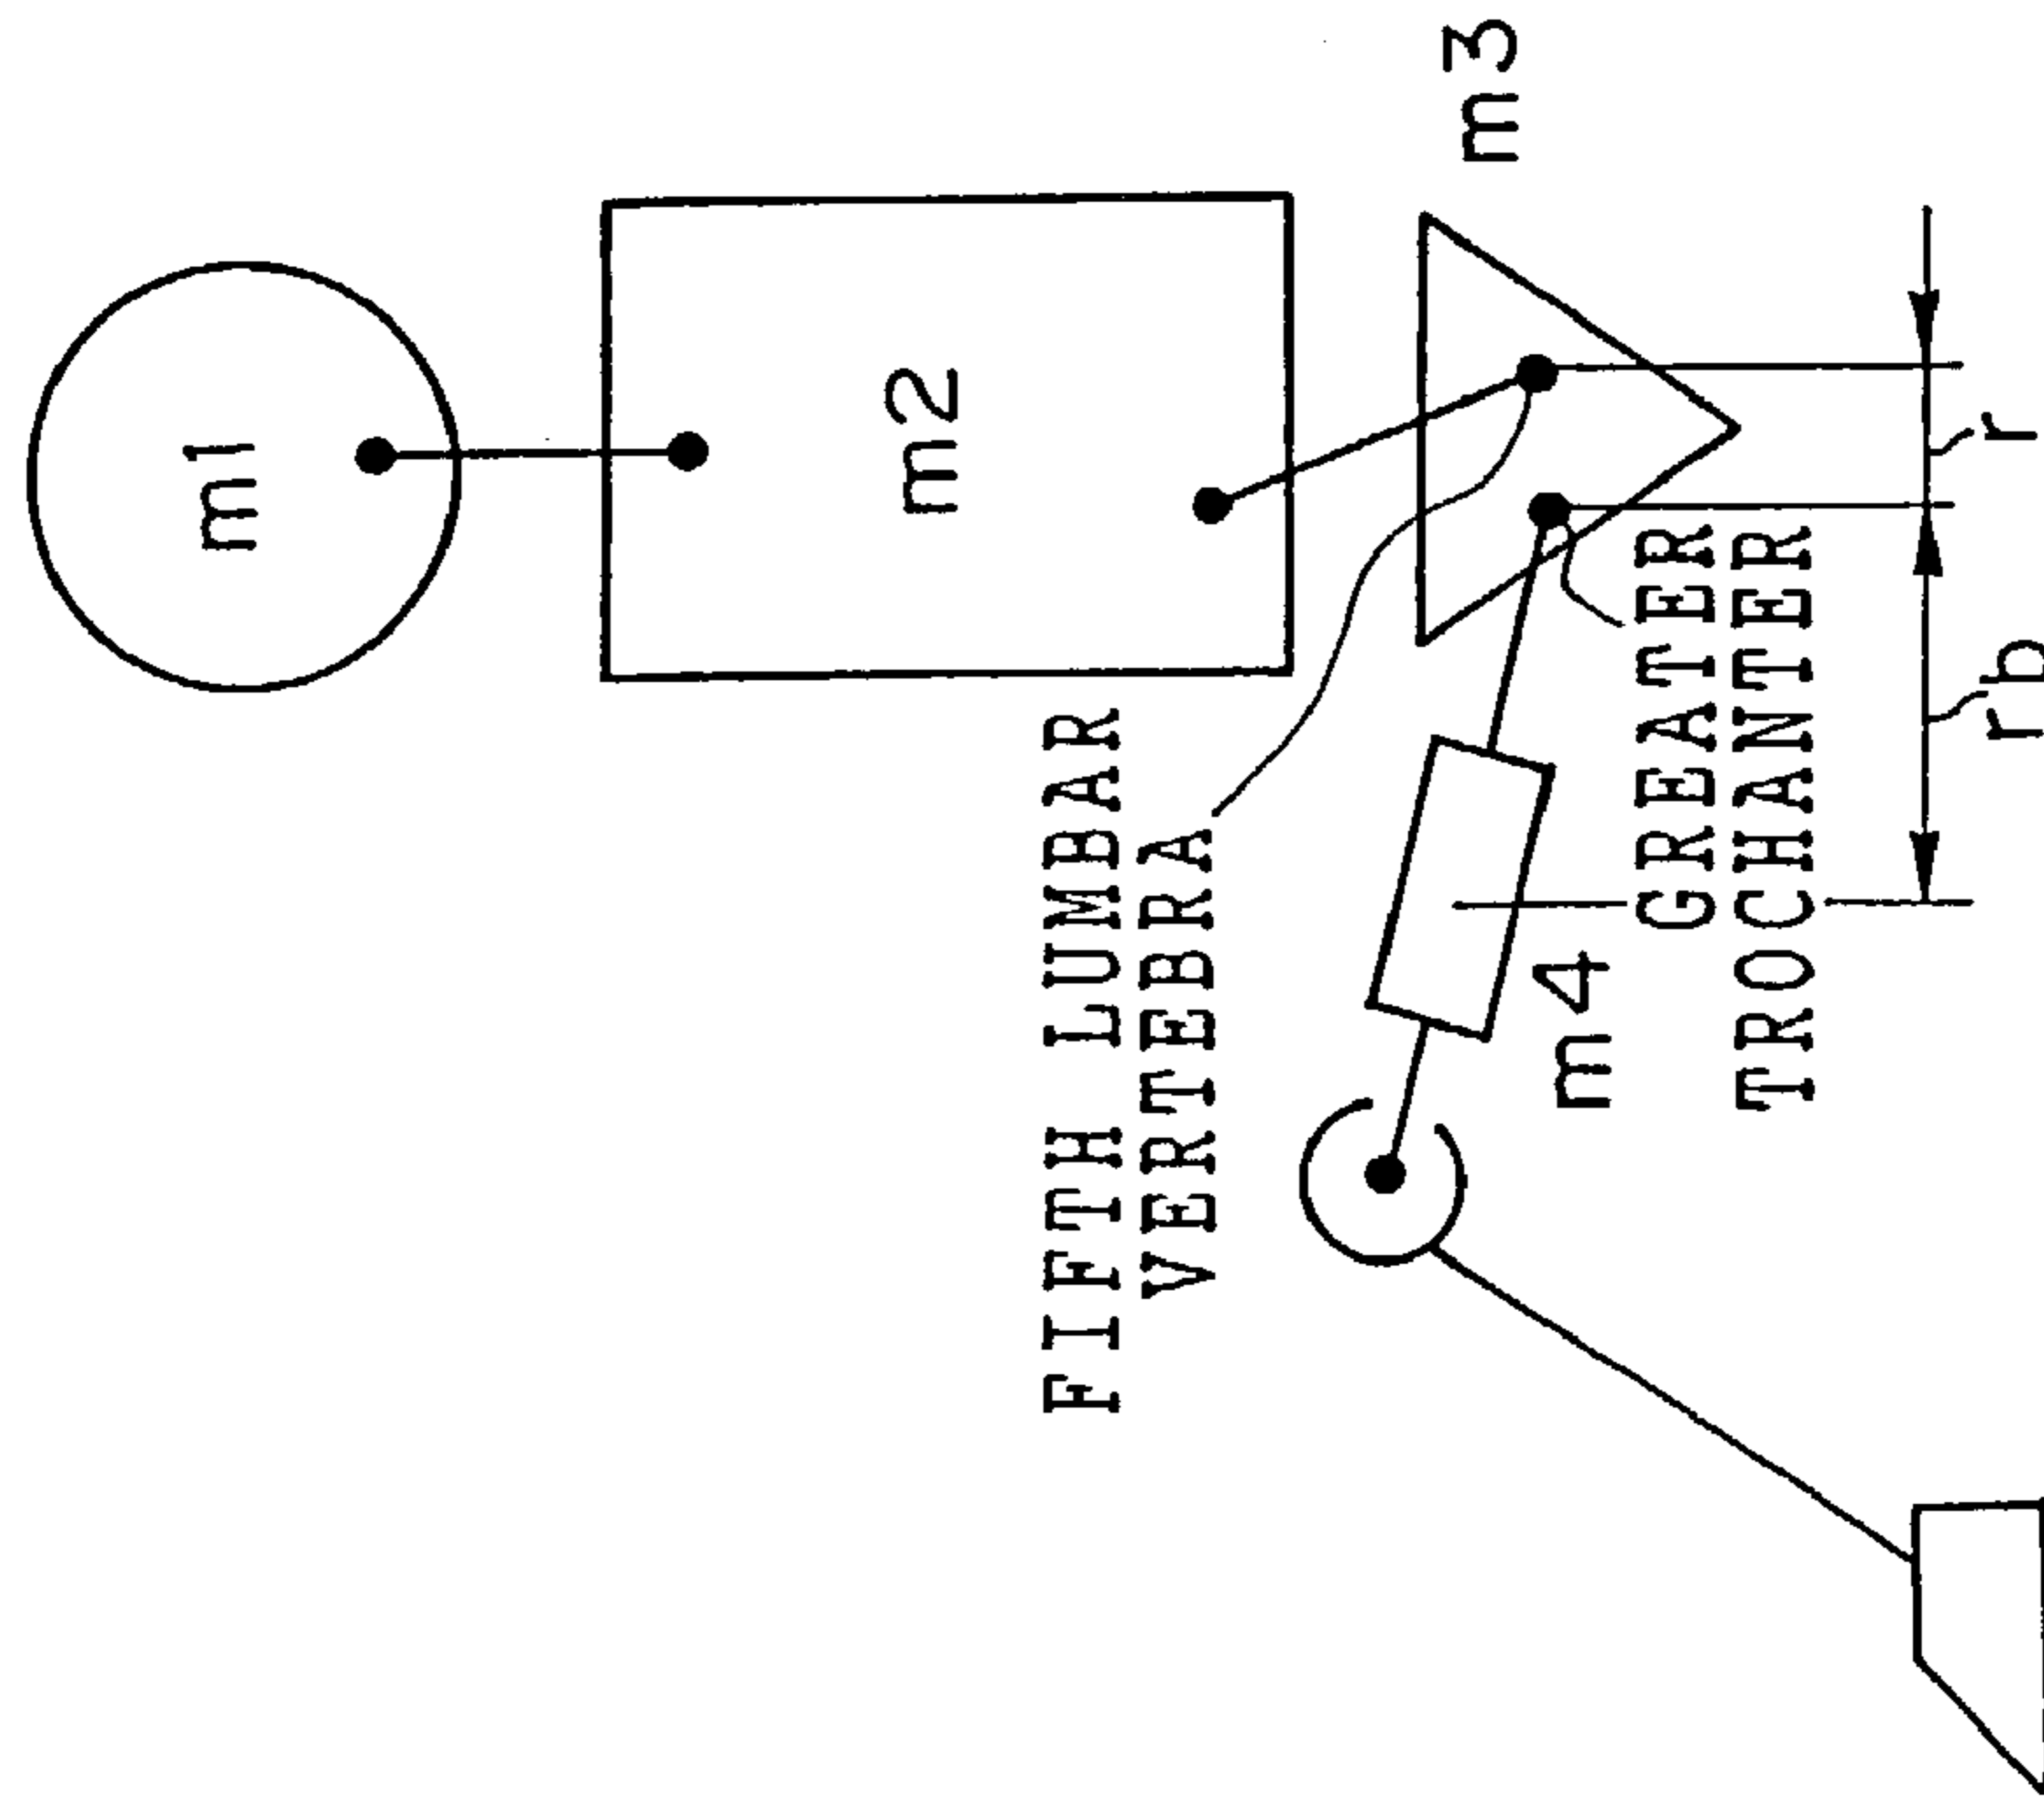 m1
m2
m3
FIFTH LUMBAR
VERTEBRA
m4
GREATER
TROCHANTER
r
rb